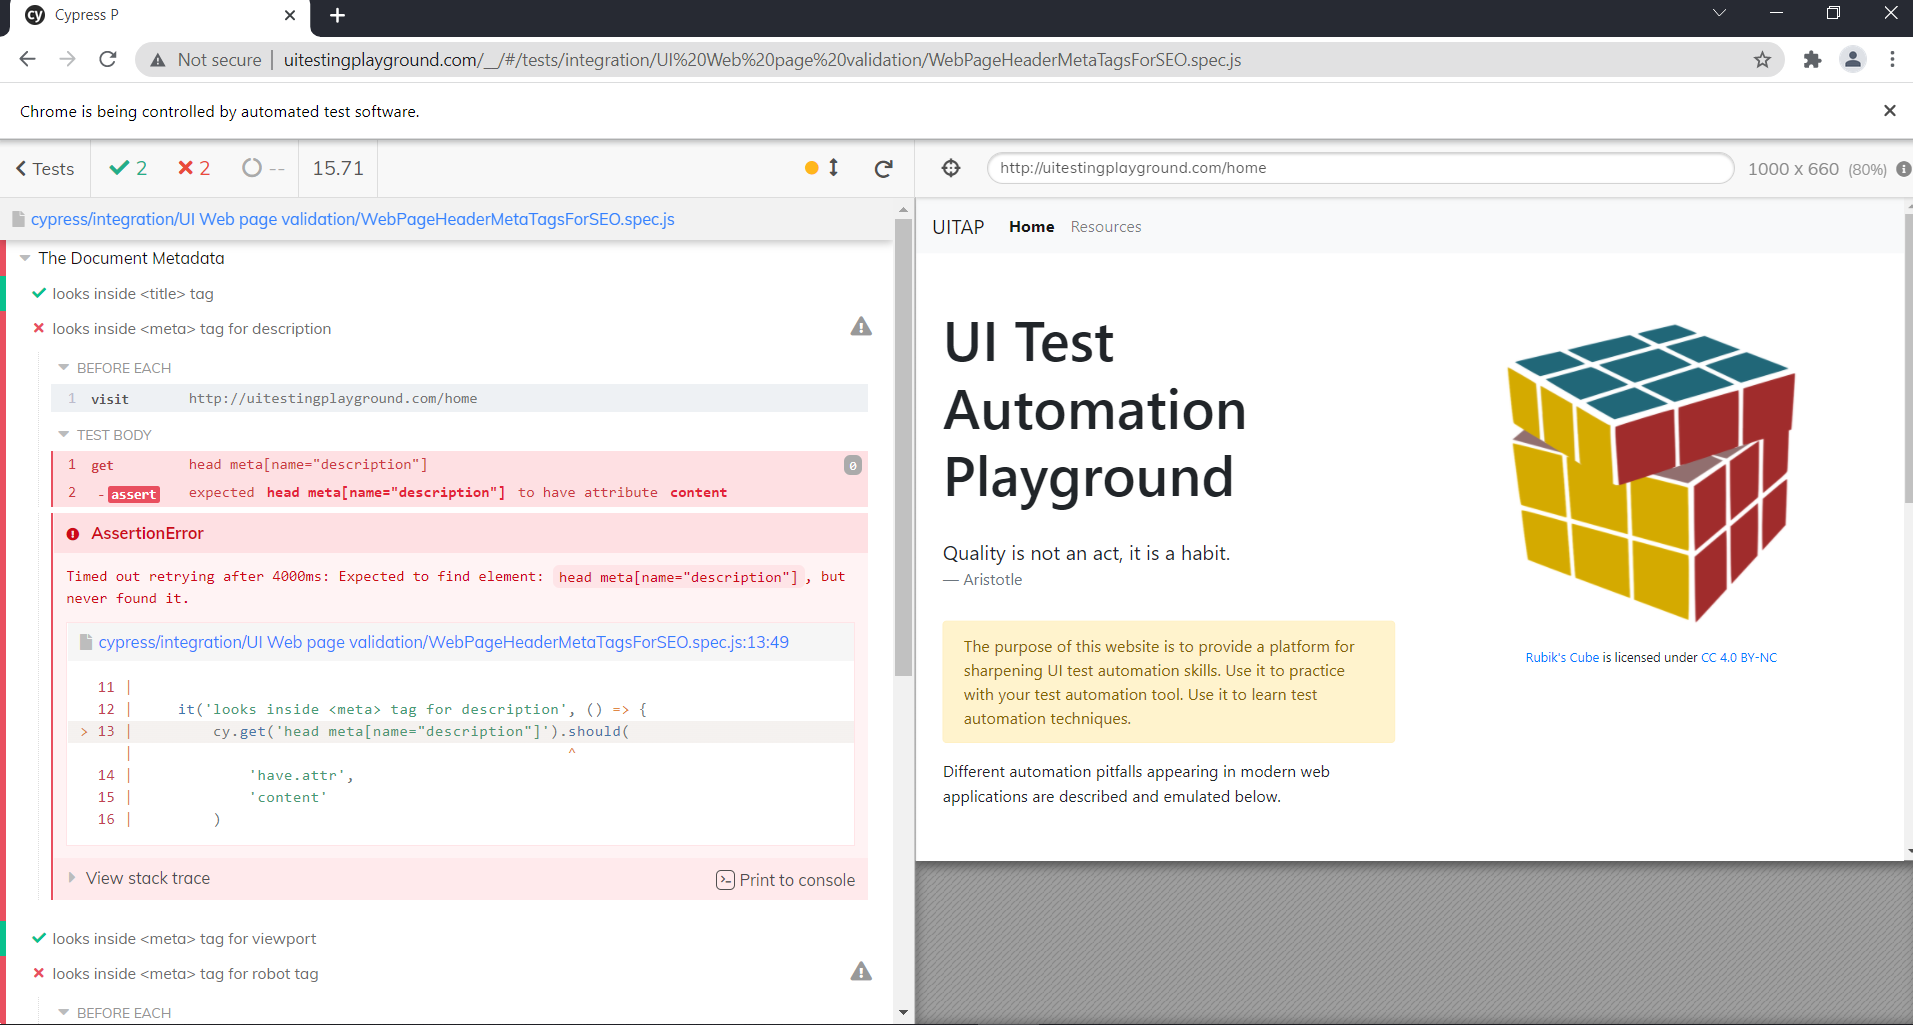 cy Cypress P
Not secure | uitestingplayground.com/__/#/tests/integration/UI%20Web%20page%20validation/WebPageHeaderMetaTagsForSEO.spec.js
Chrome is being controlled by automated test software.
Tests 2 2 -- 15.71
http://uitestingplayground.com/home 1000 x 660 (80%)
cypress/integration/UI Web page validation/WebPageHeaderMetaTagsForSEO.spec.js
The Document Metadata
looks inside <title> tag
looks inside <meta> tag for description
BEFORE EACH
1 visit http://uitestingplayground.com/home
TEST BODY
1 get head meta[name="description"] 0
2 -assert expected head meta[name="description"] to have attribute content
AssertionError
Timed out retrying after 4000ms: Expected to find element: head meta[name="description"], but
never found it.
cypress/integration/UI Web page validation/WebPageHeaderMetaTagsForSEO.spec.js:13:49
11 |
12 | it('looks inside <meta> tag for description', () => {
> 13 | cy.get('head meta[name="description"]').should(
| ^
14 | 'have.attr',
15 | 'content'
16 | )
View stack trace
Print to console
looks inside <meta> tag for viewport
looks inside <meta> tag for robot tag
BEFORE EACH
UITAP Home Resources
UI Test
Automation
Playground
Quality is not an act, it is a habit.
— Aristotle
The purpose of this website is to provide a platform for
sharpening UI test automation skills. Use it to practice
with your test automation tool. Use it to learn test
automation techniques.
Different automation pitfalls appearing in modern web
applications are described and emulated below.
Rubik's Cube is licensed under CC 4.0 BY-NC